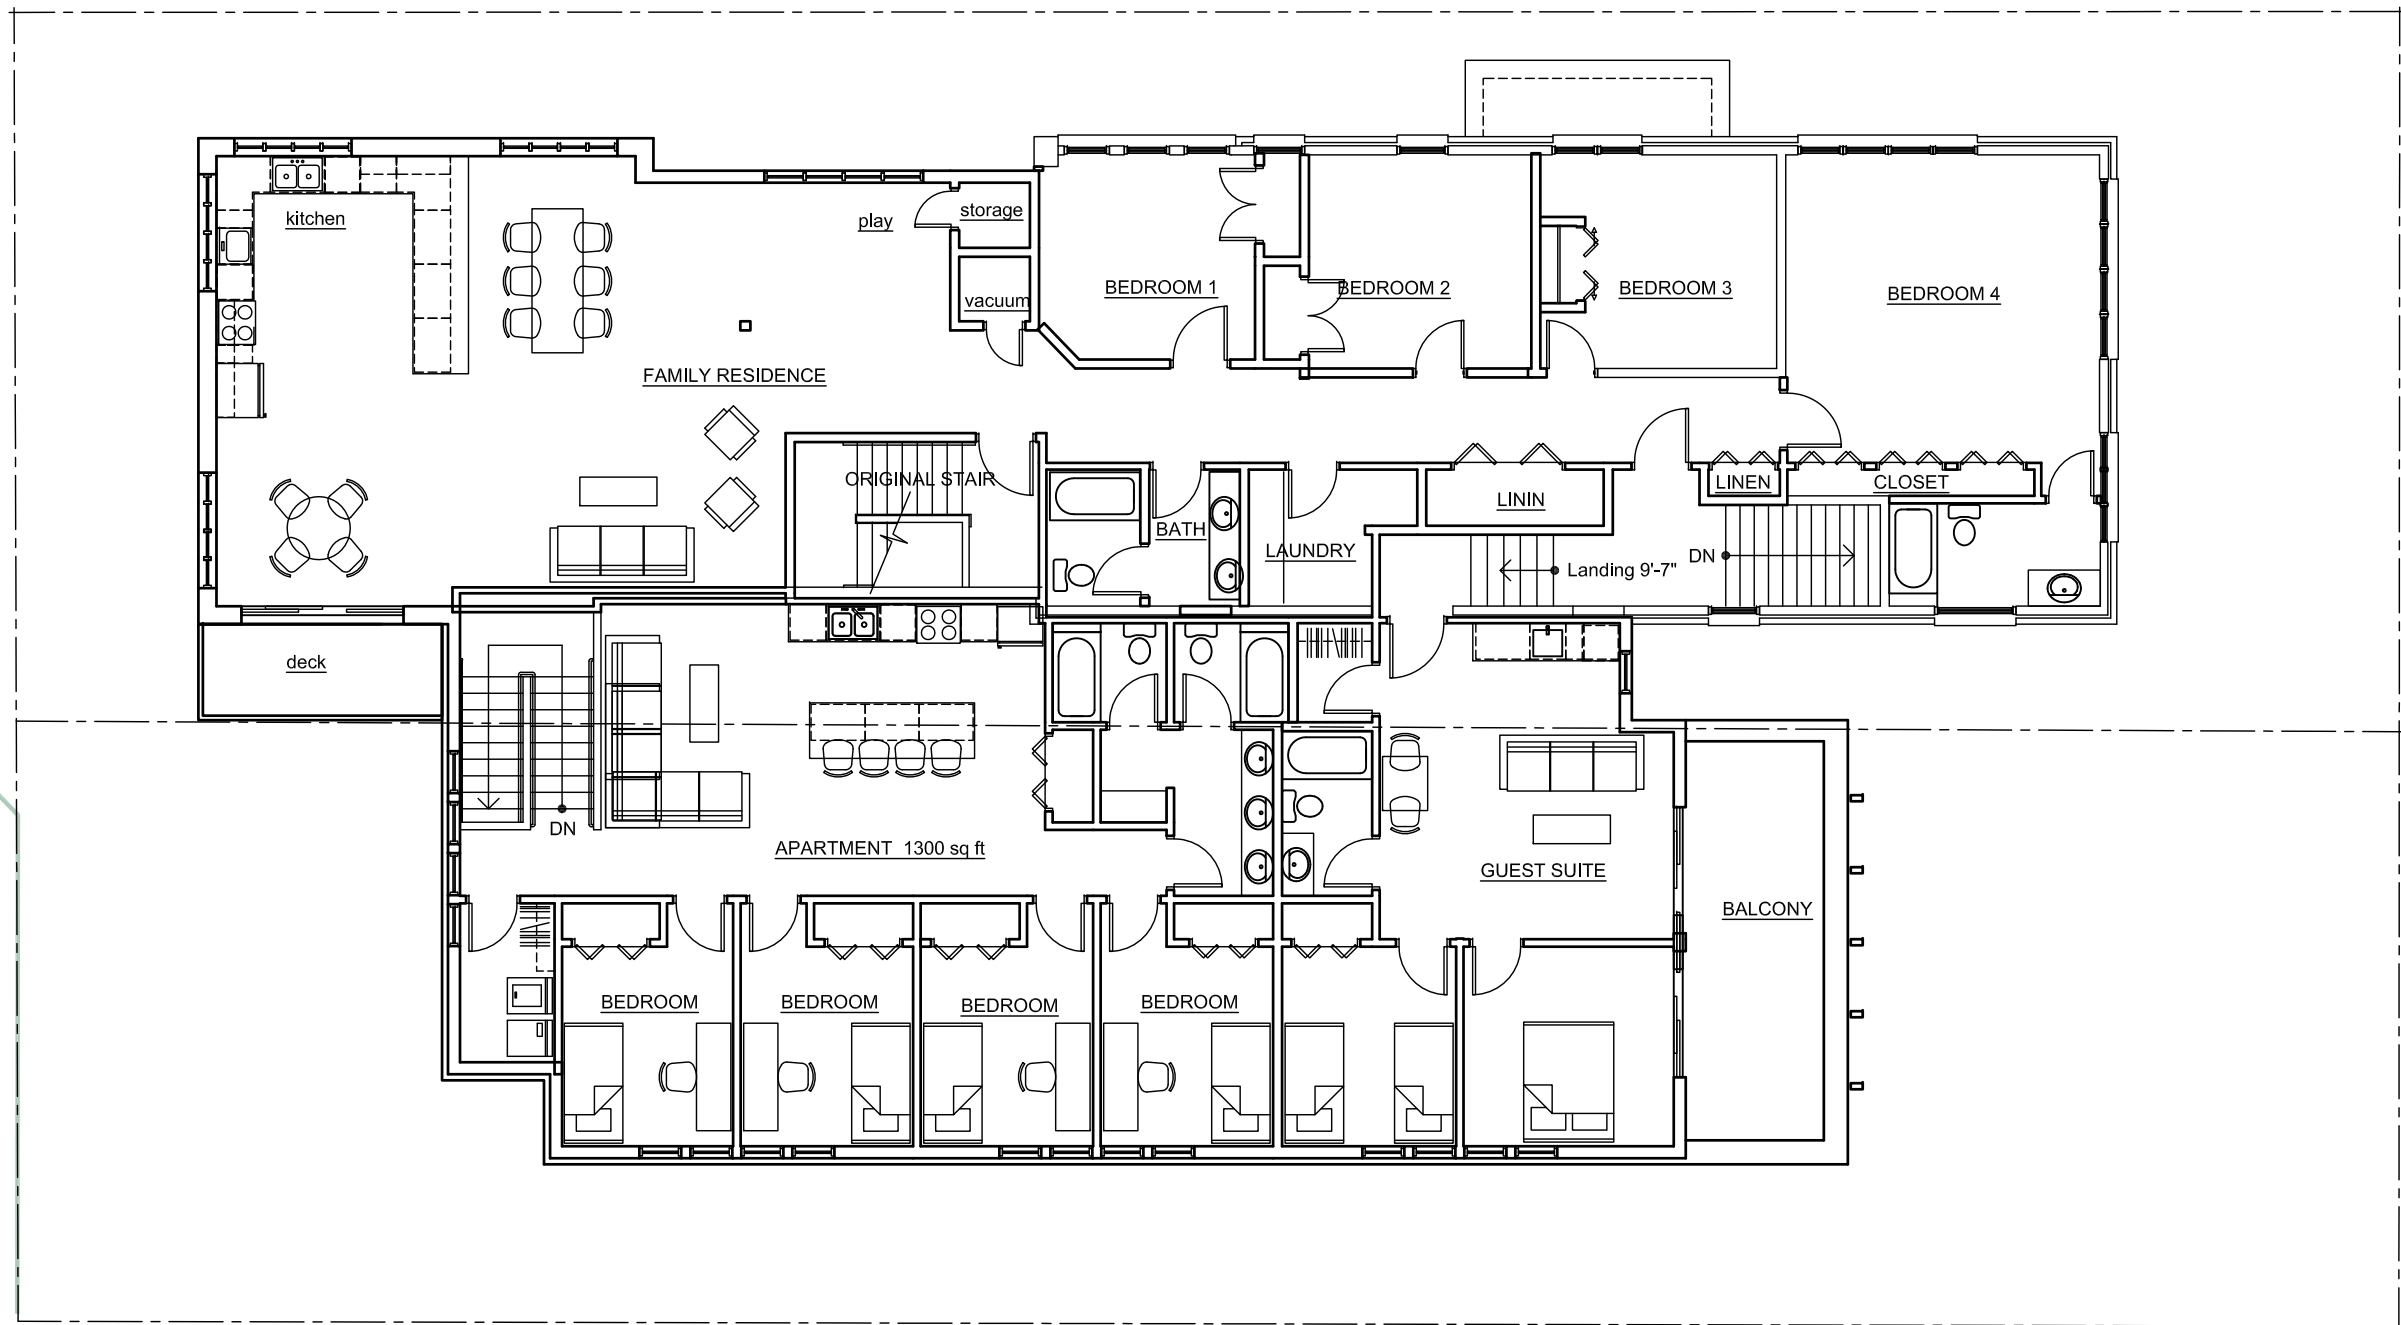 kitchen
play
storage
vacuum
BEDROOM 1
BEDROOM 2
BEDROOM 3
BEDROOM 4
FAMILY RESIDENCE
ORIGINAL STAIR
BATH
LAUNDRY
LININ
LINEN
CLOSET
Landing 9'-7"
DN
deck
DN
APARTMENT 1300 sq ft
GUEST SUITE
BALCONY
BEDROOM
BEDROOM
BEDROOM
BEDROOM